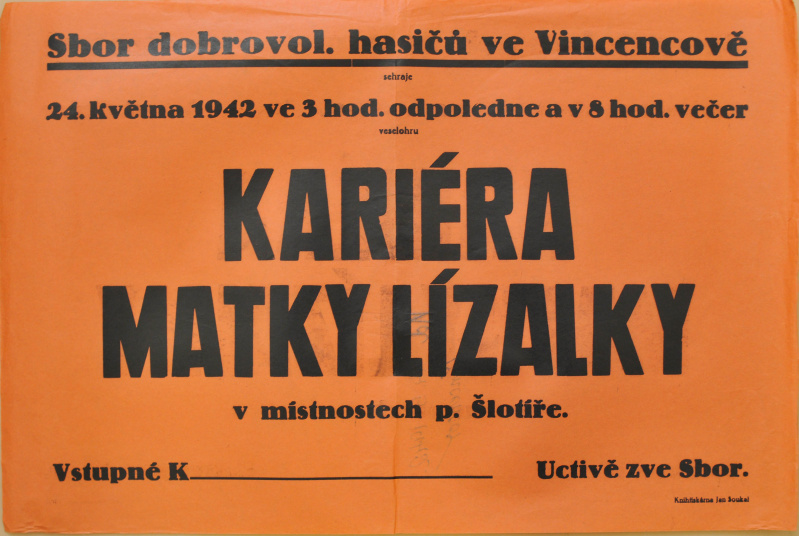 Sbor dobrovol. hasičů ve Vincencově
sehraje
24. května 1942 ve 3 hod. odpoledne a v 8 hod. večer
veselohru
KARIÉRA
MATKY LÍZALKY
v místnostech p. Šlotíře.
Vstupné K
Uctivě zve Sbor.
Knihtiskárna Jan Soukal